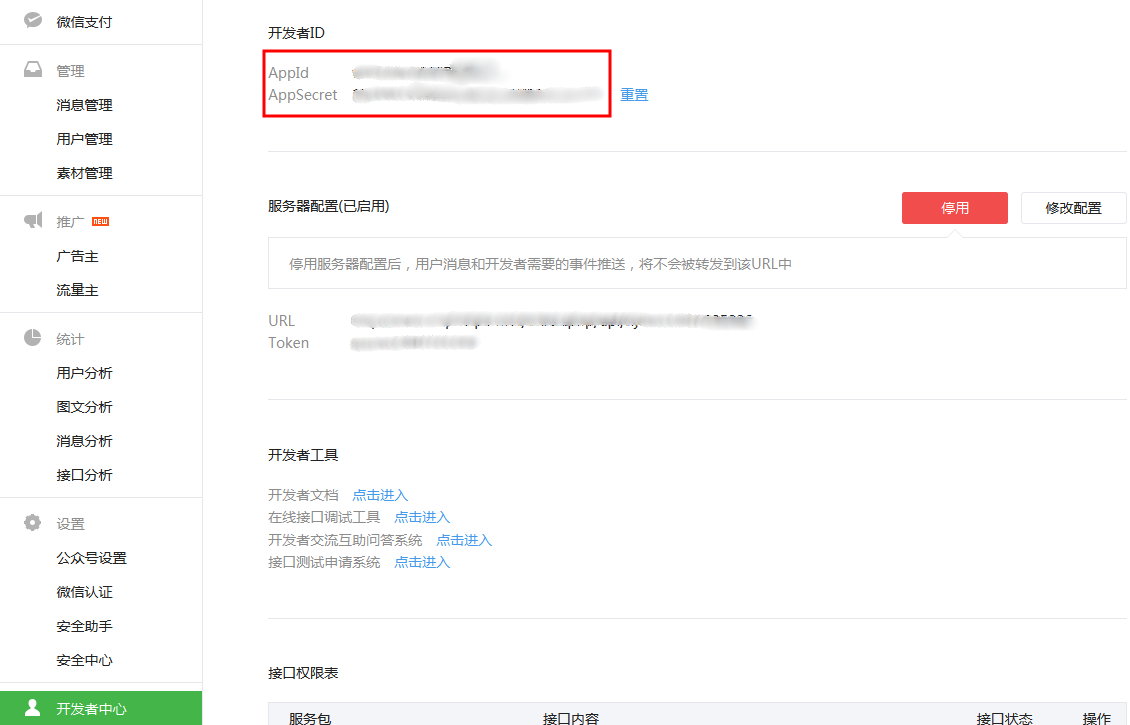 微信支付
管理
消息管理
用户管理
素材管理
推广 NEW
广告主
流量主
统计
用户分析
图文分析
消息分析
接口分析
设置
公众号设置
微信认证
安全助手
安全中心
开发者中心
开发者ID
AppId
AppSecret 重置
服务器配置(已启用) 停用 修改配置
停用服务器配置后，用户消息和开发者需要的事件推送，将不会被转发到该URL中
URL
Token
开发者工具
开发者文档 点击进入
在线接口调试工具 点击进入
开发者交流互助问答系统 点击进入
接口测试申请系统 点击进入
接口权限表
服务包 接口内容 接口状态 操作